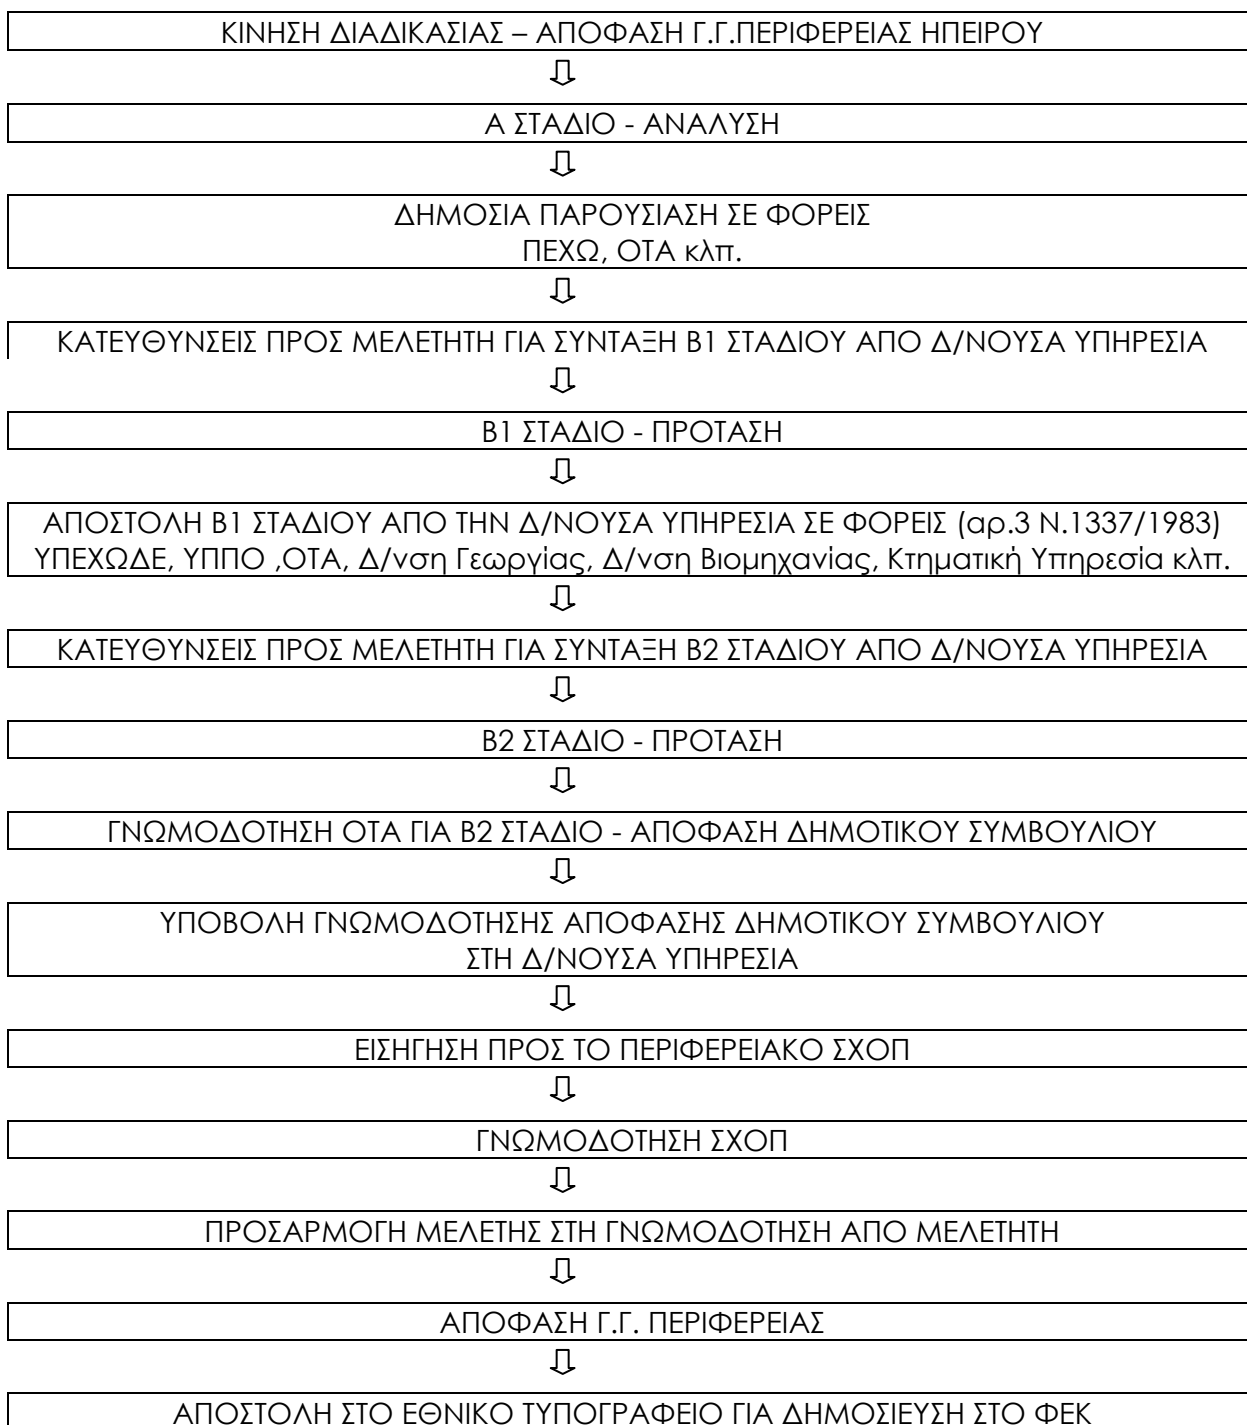 ΚΙΝΗΣΗ ΔΙΑΔΙΚΑΣΙΑΣ – ΑΠΟΦΑΣΗ Γ.Γ.ΠΕΡΙΦΕΡΕΙΑΣ ΗΠΕΙΡΟΥ
Α ΣΤΑΔΙΟ - ΑΝΑΛΥΣΗ
ΔΗΜΟΣΙΑ ΠΑΡΟΥΣΙΑΣΗ ΣΕ ΦΟΡΕΙΣ
ΠΕΧΩ, ΟΤΑ κλπ.
ΚΑΤΕΥΘΥΝΣΕΙΣ ΠΡΟΣ ΜΕΛΕΤΗΤΗ ΓΙΑ ΣΥΝΤΑΞΗ Β1 ΣΤΑΔΙΟΥ ΑΠΟ Δ/ΝΟΥΣΑ ΥΠΗΡΕΣΙΑ
Β1 ΣΤΑΔΙΟ - ΠΡΟΤΑΣΗ
ΑΠΟΣΤΟΛΗ Β1 ΣΤΑΔΙΟΥ ΑΠΟ ΤΗΝ Δ/ΝΟΥΣΑ ΥΠΗΡΕΣΙΑ ΣΕ ΦΟΡΕΙΣ (αρ.3 Ν.1337/1983)
ΥΠΕΧΩΔΕ, ΥΠΠΟ ,ΟΤΑ, Δ/νση Γεωργίας, Δ/νση Βιομηχανίας, Κτηματική Υπηρεσία κλπ.
ΚΑΤΕΥΘΥΝΣΕΙΣ ΠΡΟΣ ΜΕΛΕΤΗΤΗ ΓΙΑ ΣΥΝΤΑΞΗ Β2 ΣΤΑΔΙΟΥ ΑΠΟ Δ/ΝΟΥΣΑ ΥΠΗΡΕΣΙΑ
Β2 ΣΤΑΔΙΟ - ΠΡΟΤΑΣΗ
ΓΝΩΜΟΔΟΤΗΣΗ ΟΤΑ ΓΙΑ Β2 ΣΤΑΔΙΟ - ΑΠΟΦΑΣΗ ΔΗΜΟΤΙΚΟΥ ΣΥΜΒΟΥΛΙΟΥ
ΥΠΟΒΟΛΗ ΓΝΩΜΟΔΟΤΗΣΗΣ ΑΠΟΦΑΣΗΣ ΔΗΜΟΤΙΚΟΥ ΣΥΜΒΟΥΛΙΟΥ
ΣΤΗ Δ/ΝΟΥΣΑ ΥΠΗΡΕΣΙΑ
ΕΙΣΗΓΗΣΗ ΠΡΟΣ ΤΟ ΠΕΡΙΦΕΡΕΙΑΚΟ ΣΧΟΠ
ΓΝΩΜΟΔΟΤΗΣΗ ΣΧΟΠ
ΠΡΟΣΑΡΜΟΓΗ ΜΕΛΕΤΗΣ ΣΤΗ ΓΝΩΜΟΔΟΤΗΣΗ ΑΠΟ ΜΕΛΕΤΗΤΗ
ΑΠΟΦΑΣΗ Γ.Γ. ΠΕΡΙΦΕΡΕΙΑΣ
ΑΠΟΣΤΟΛΗ ΣΤΟ ΕΘΝΙΚΟ ΤΥΠΟΓΡΑΦΕΙΟ ΓΙΑ ΔΗΜΟΣΙΕΥΣΗ ΣΤΟ ΦΕΚ